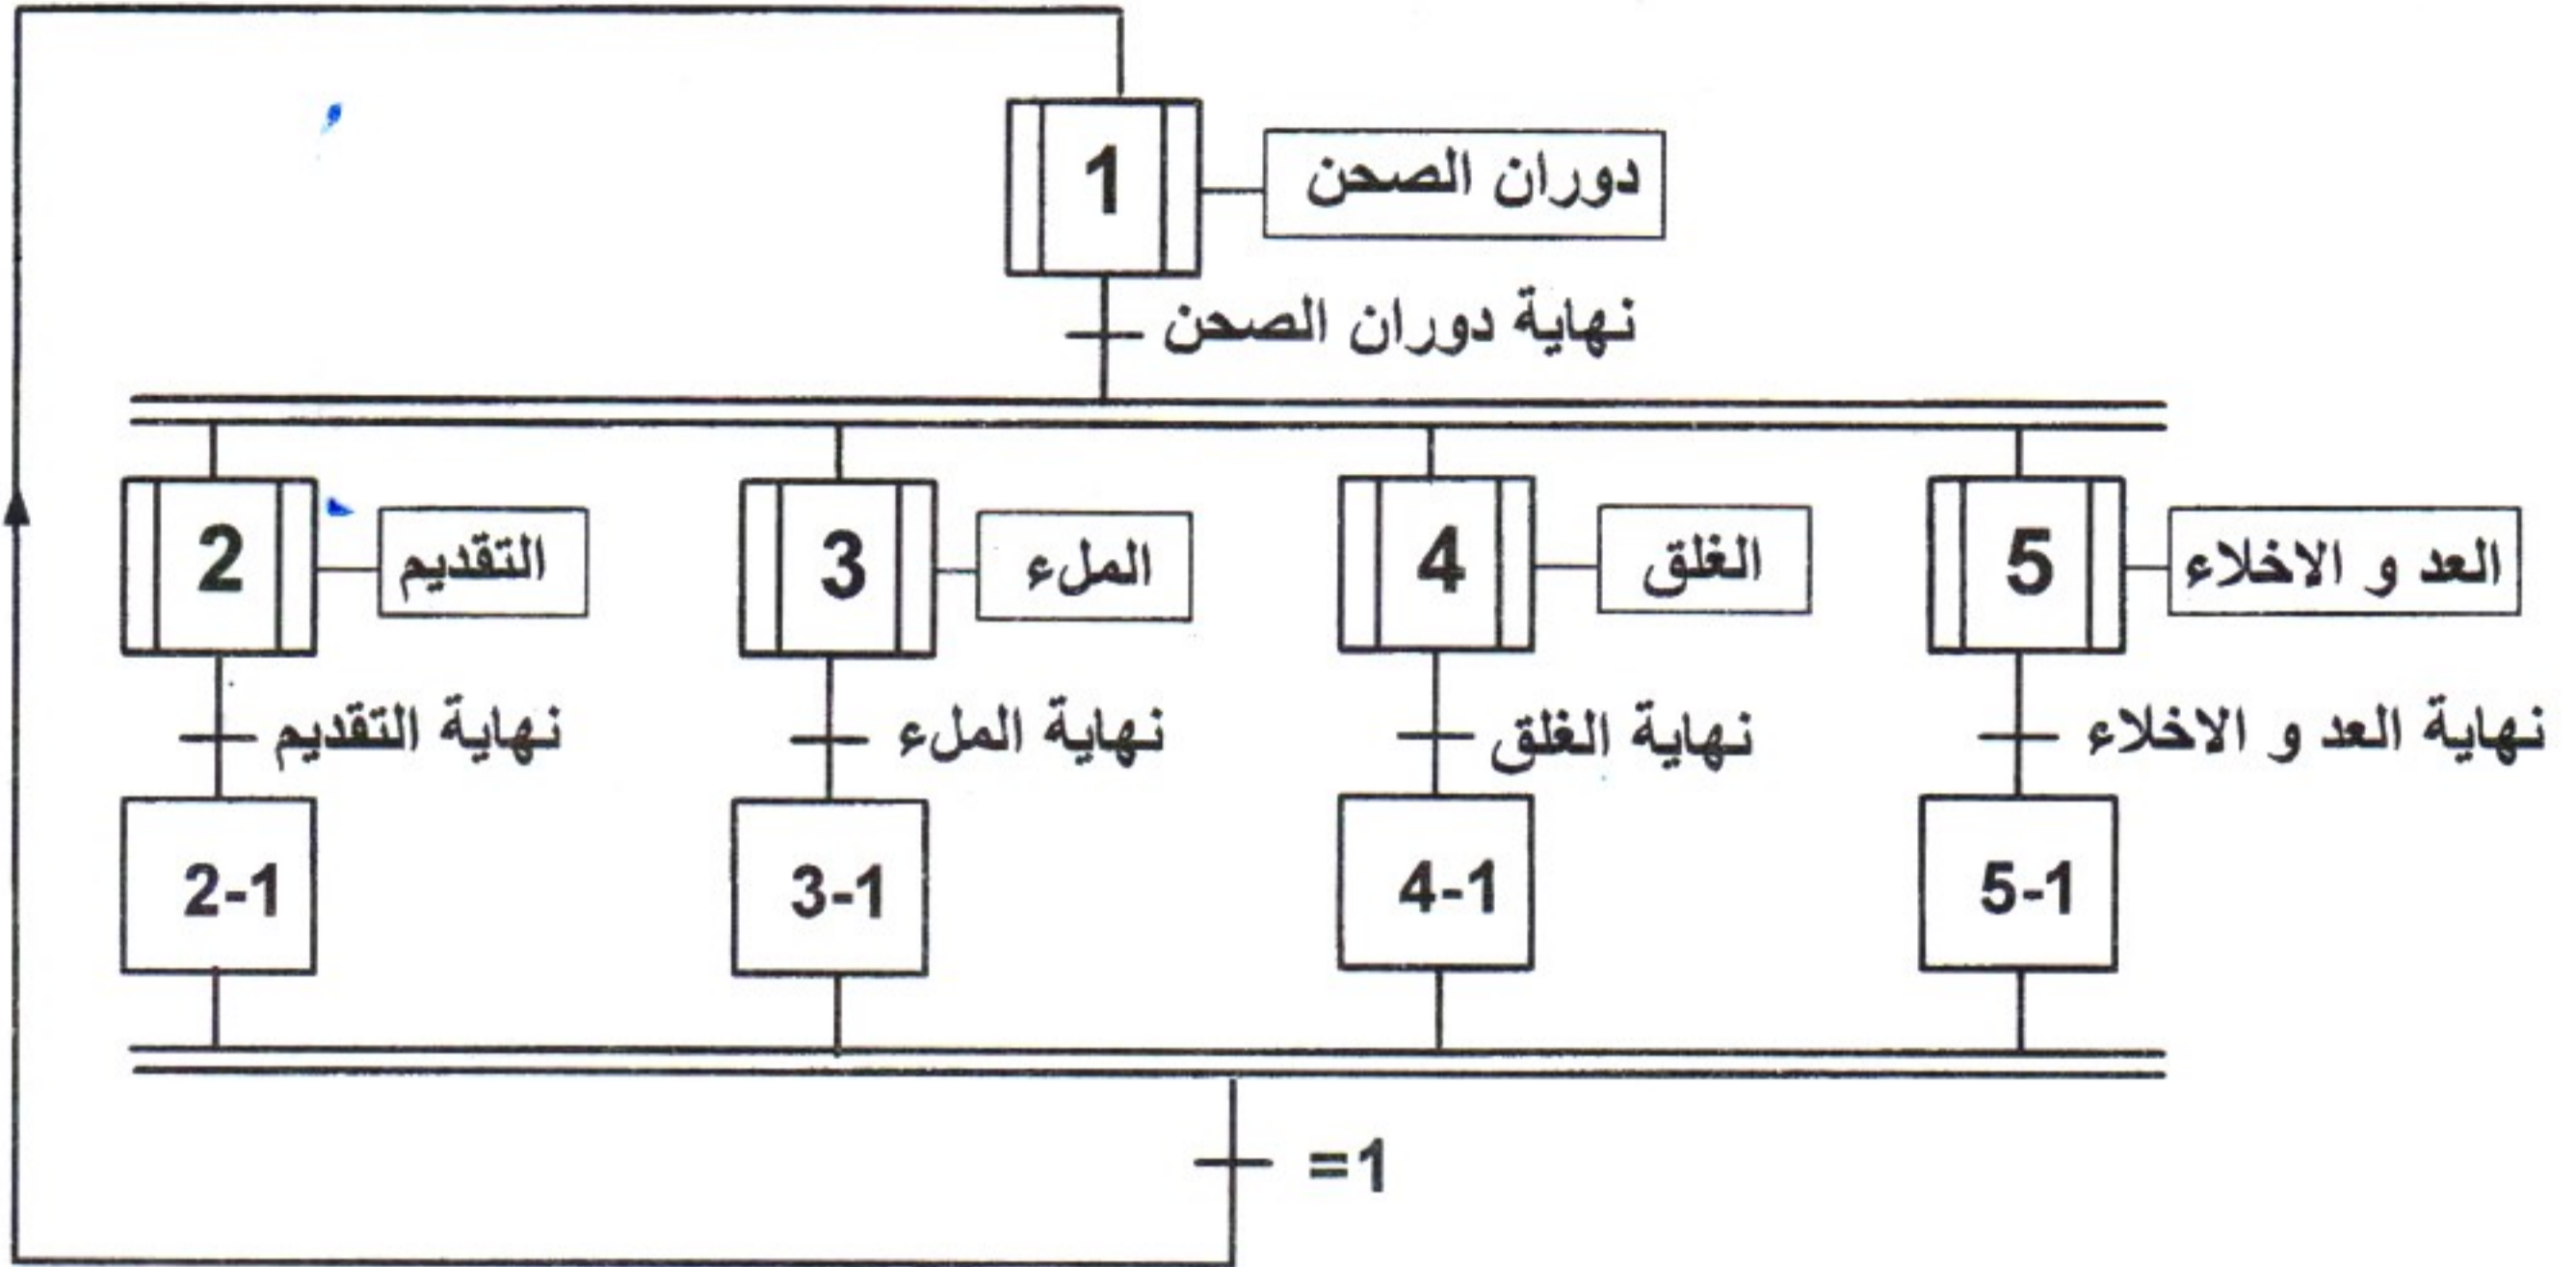 1
دوران الصحن
نهاية دوران الصحن
2
التقديم
3
الملء
4
الغلق
5
العد و الاخلاء
نهاية التقديم
نهاية الملء
نهاية الغلق
نهاية العد و الاخلاء
2-1
3-1
4-1
5-1
=1